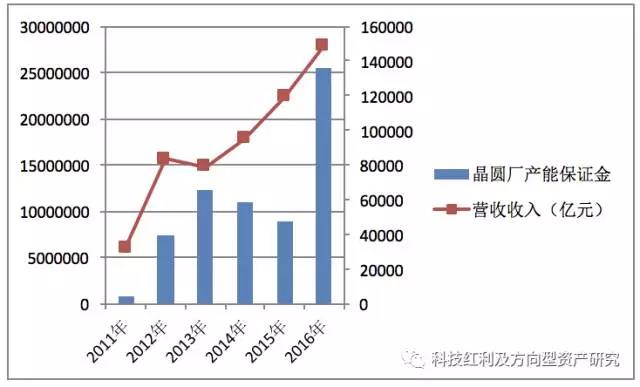 30000000
25000000
20000000
15000000
10000000
5000000
0
160000
140000
120000
100000
80000
60000
40000
20000
0
2011年
2012年
2013年
2014年
2015年
2016年
晶圆厂产能保证金
营收收入（亿元）
科技红利及方向型资产研究